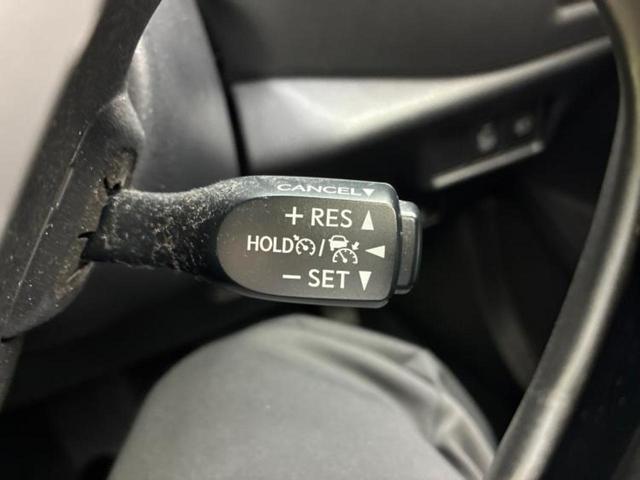 CANCEL▼
+ RES ▲
HOLD / ◀
− SET ▼